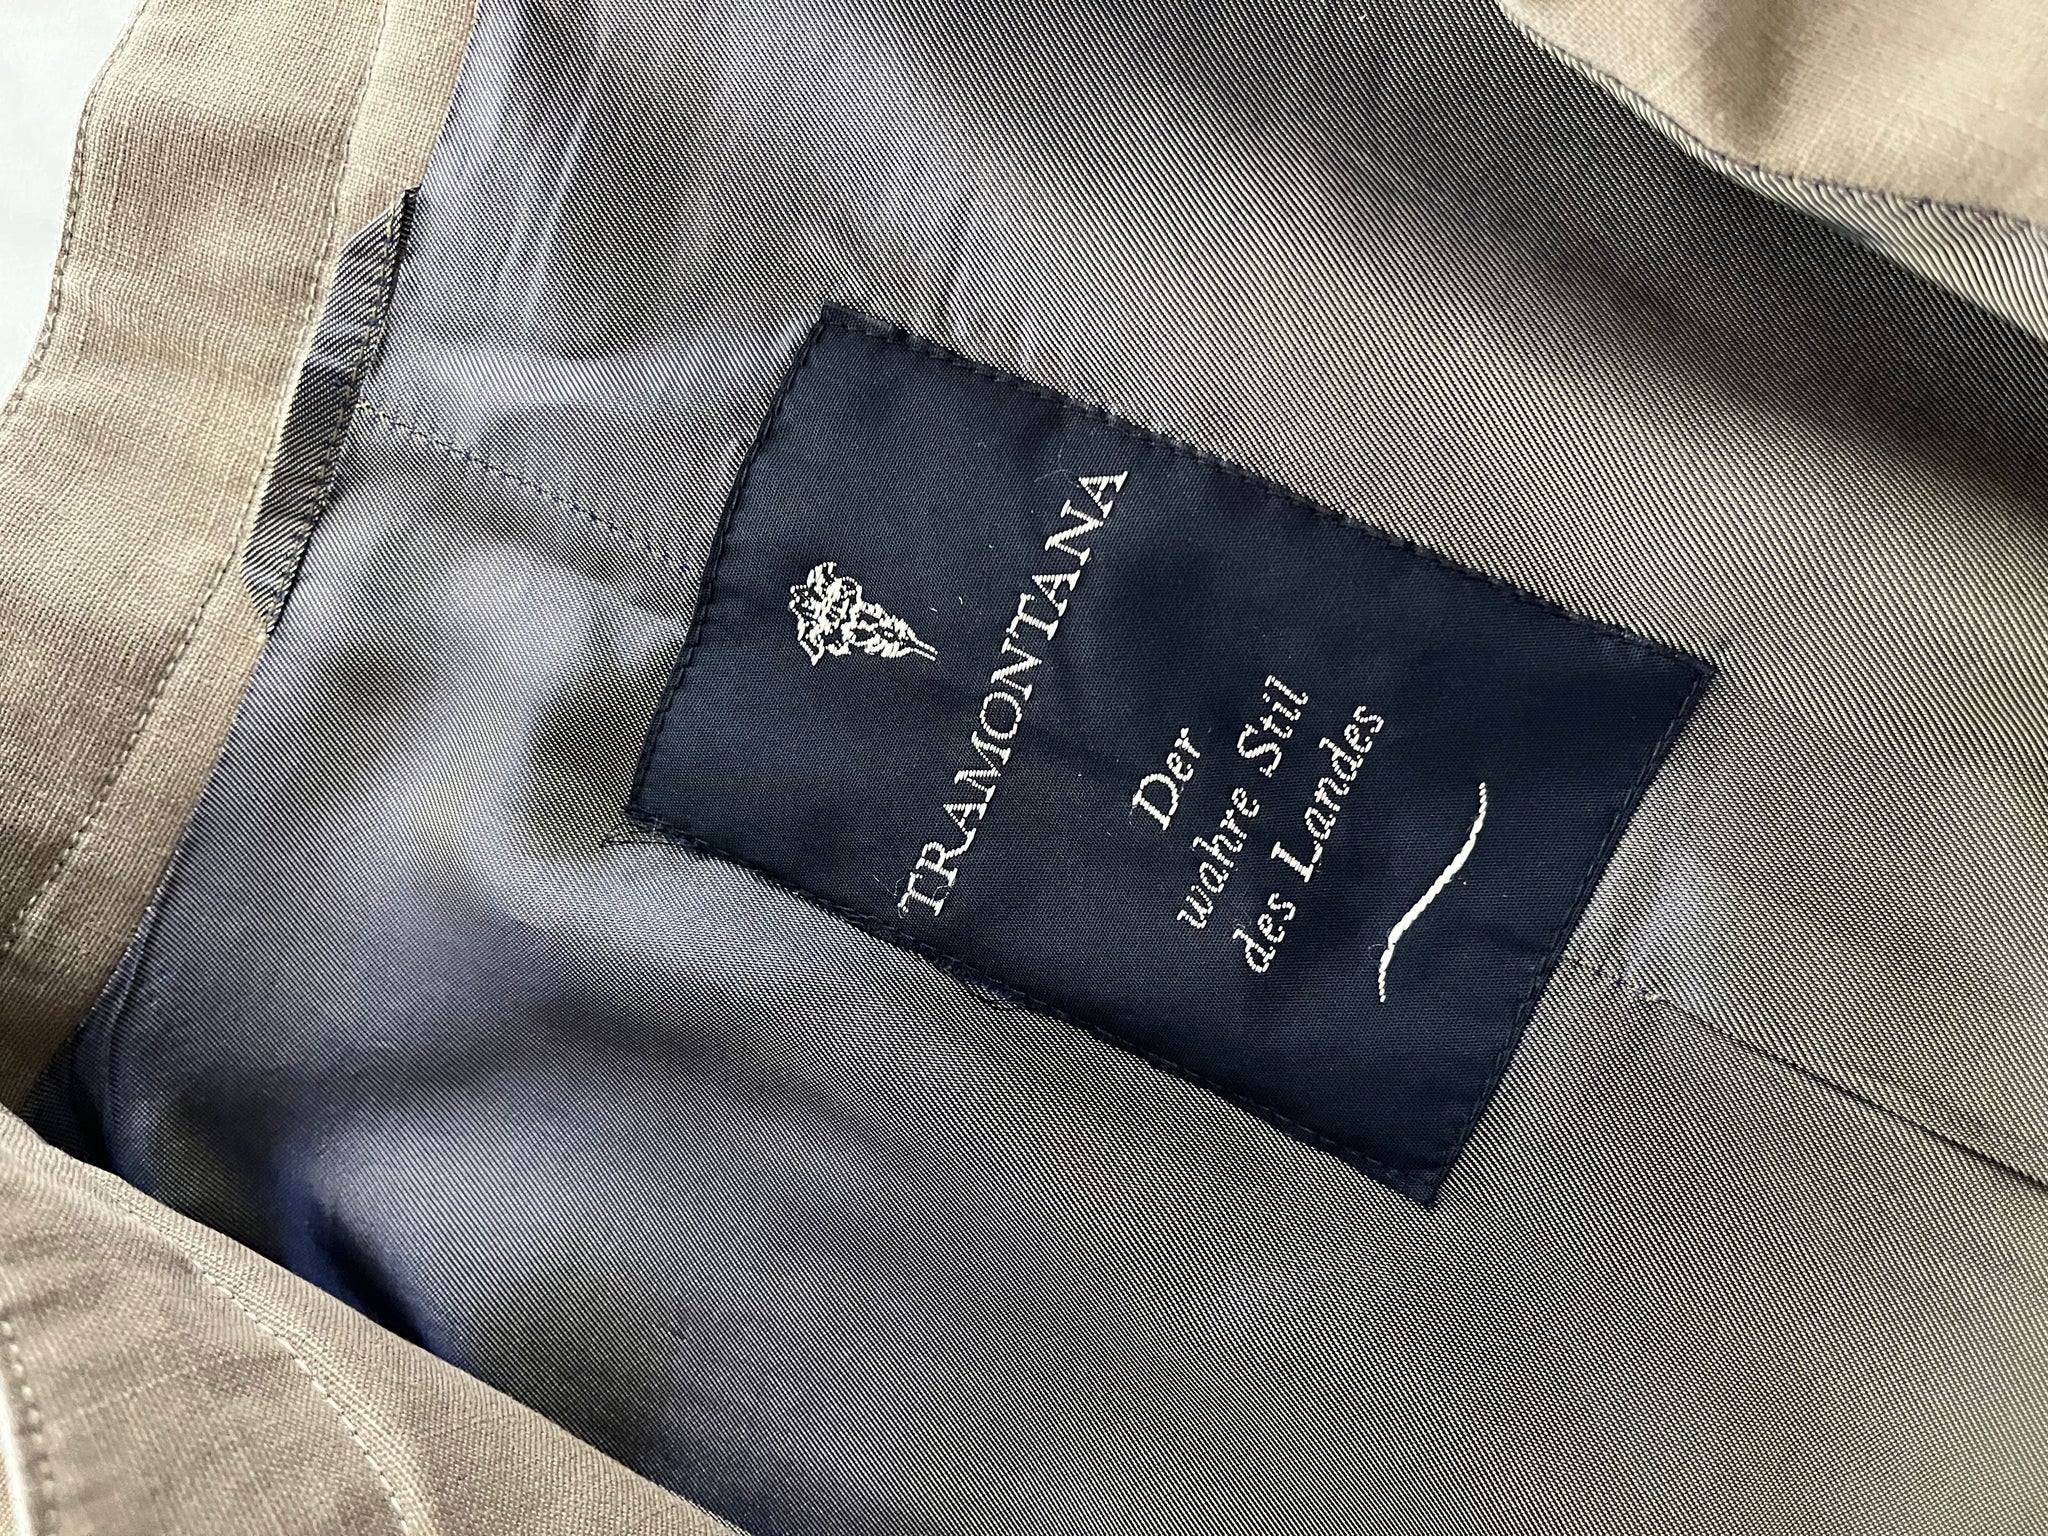 TRAMONTANA
Der
wahre Stil
des Landes